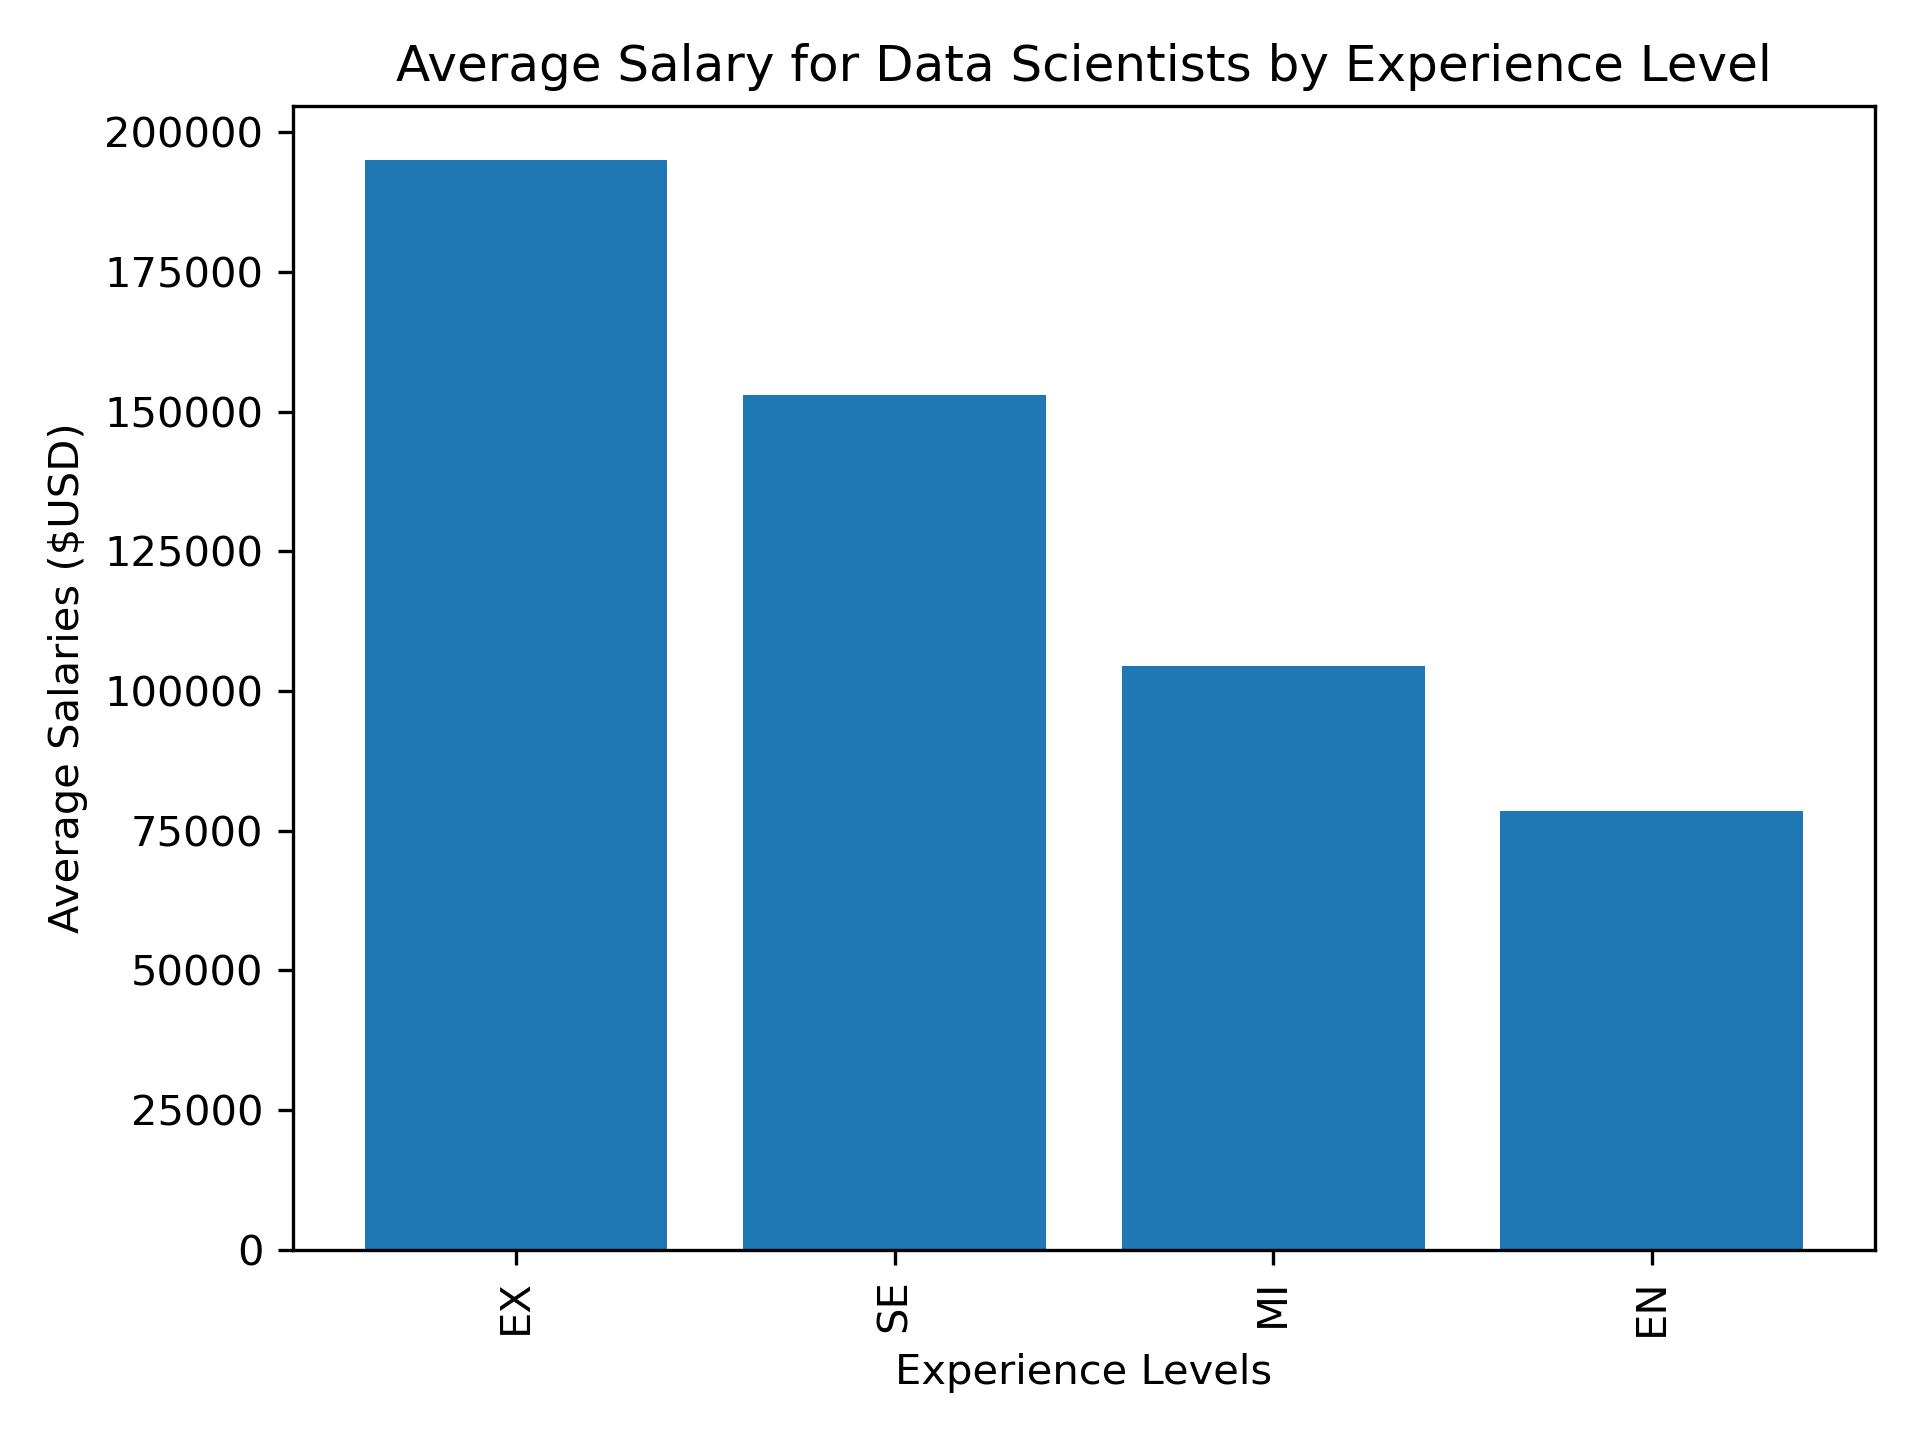 Average Salary for Data Scientists by Experience Level
Average Salaries ($USD)
200000
175000
150000
125000
100000
75000
50000
25000
0
EX
SE
MI
EN
Experience Levels